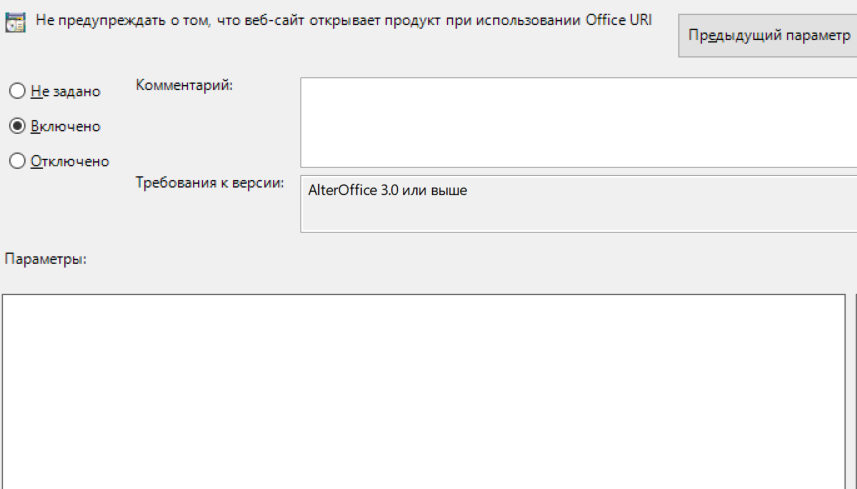 Не предупреждать о том, что веб-сайт открывает продукт при использовании Office URI
Предыдущий параметр
Не задано
Комментарий:
Включено
Отключено
Требования к версии:
AlterOffice 3.0 или выше
Параметры: